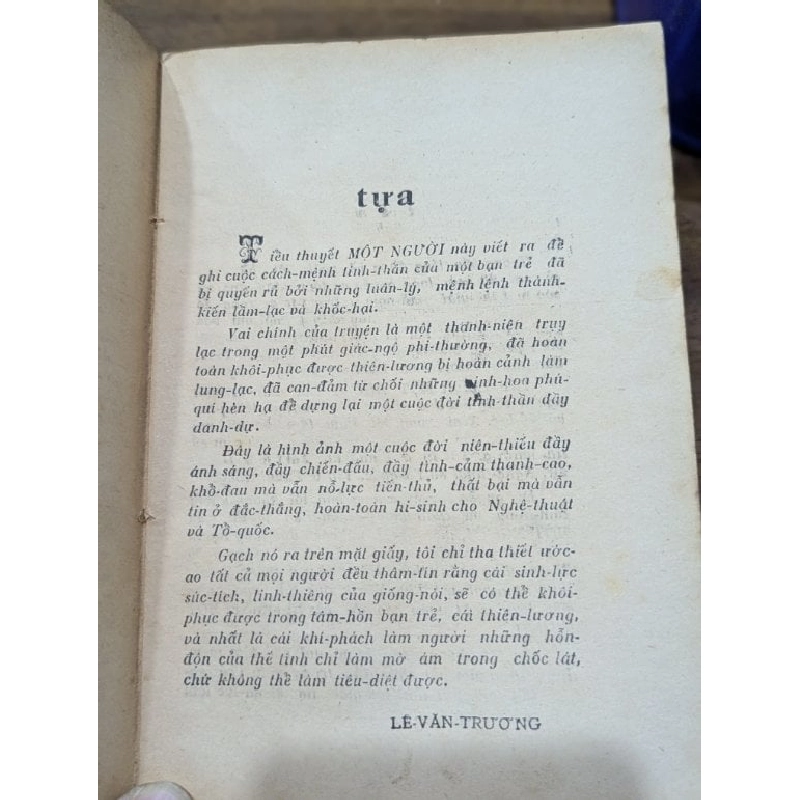 tựa
Tiểu thuyết MỘT NGƯỜI này viết ra để
ghi cuộc cách-mệnh tinh-thần của một bạn trẻ đã
bị quyến rũ bởi những luân-lý, mệnh lệnh thành-
kiến lầm-lạc và khốc-hại.
Vai chính của truyện là một thanh-niên trụy
lạc trong một phút giác-ngộ phi-thường, đã hoàn
toàn khôi-phục được thiên-lương bị hoàn cảnh làm
lung-lạc, đã can-đảm từ chối những vinh-hoa phú-
quí hèn hạ để dựng lại một cuộc đời tinh-thần đầy
danh-dự.
Đây là hình ảnh một cuộc đời niên-thiếu đầy
ánh sáng, đầy chiến-đấu, đầy tình-cảm thanh-cao,
khổ-đau mà vẫn nỗ-lực tiến-thủ, thất bại mà vẫn
tin ở đắc-thắng, hoàn-toàn hi-sinh cho Nghệ-thuật
và Tổ-quốc.
Gạch nó ra trên mặt giấy, tôi chỉ tha thiết ước-
ao tất cả mọi người đều thâm-tín rằng cái sinh-lực
súc-tích, linh-thiêng của giống-nòi, sẽ có thể khôi-
phục được trong tâm-hồn bạn trẻ, cái thiên-lương,
và nhất là cái khí-phách làm người những hỗn-
độn của thế tình chỉ làm mờ ám trong chốc lát,
chứ không thể làm tiêu-diệt được.
LÊ-VĂN-TRƯƠNG